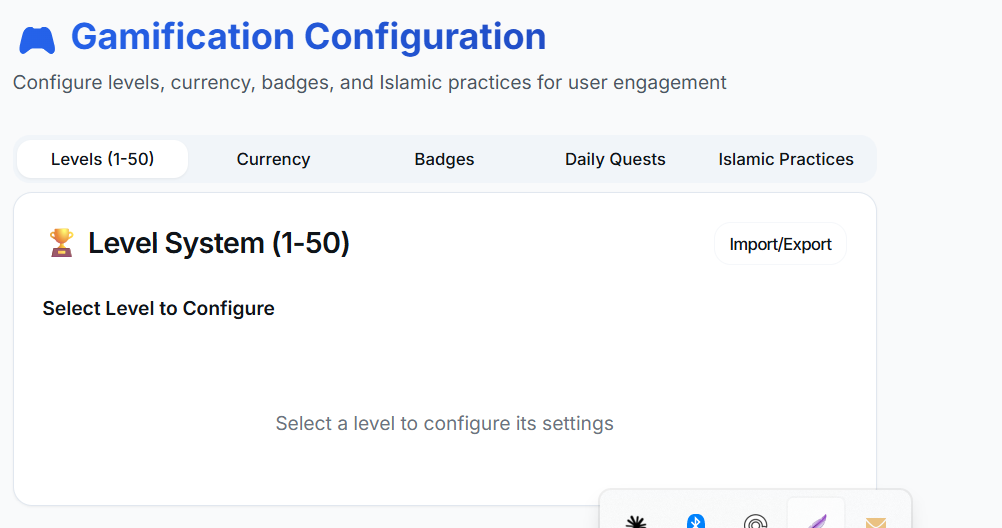 Gamification Configuration
Configure levels, currency, badges, and Islamic practices for user engagement
Levels (1-50) Currency Badges Daily Quests Islamic Practices
Level System (1-50) Import/Export
Select Level to Configure
Select a level to configure its settings